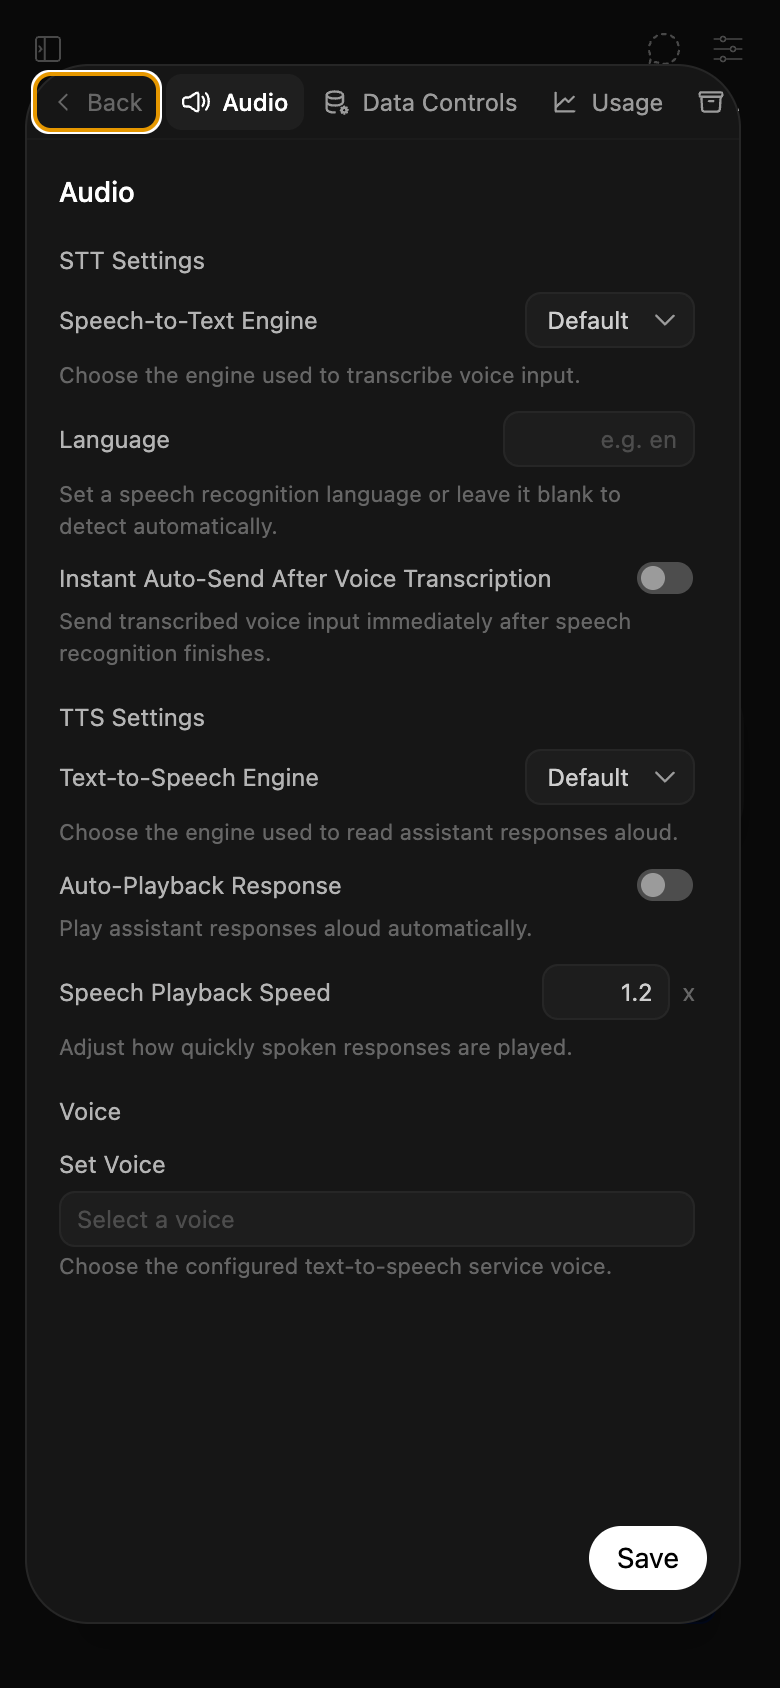 Back
Audio
Data Controls
Usage
Audio
STT Settings
Speech-to-Text Engine
Default
Choose the engine used to transcribe voice input.
Language
e.g. en
Set a speech recognition language or leave it blank to
detect automatically.
Instant Auto-Send After Voice Transcription
Send transcribed voice input immediately after speech
recognition finishes.
TTS Settings
Text-to-Speech Engine
Default
Choose the engine used to read assistant responses aloud.
Auto-Playback Response
Play assistant responses aloud automatically.
Speech Playback Speed
1.2
x
Adjust how quickly spoken responses are played.
Voice
Set Voice
Select a voice
Choose the configured text-to-speech service voice.
Save